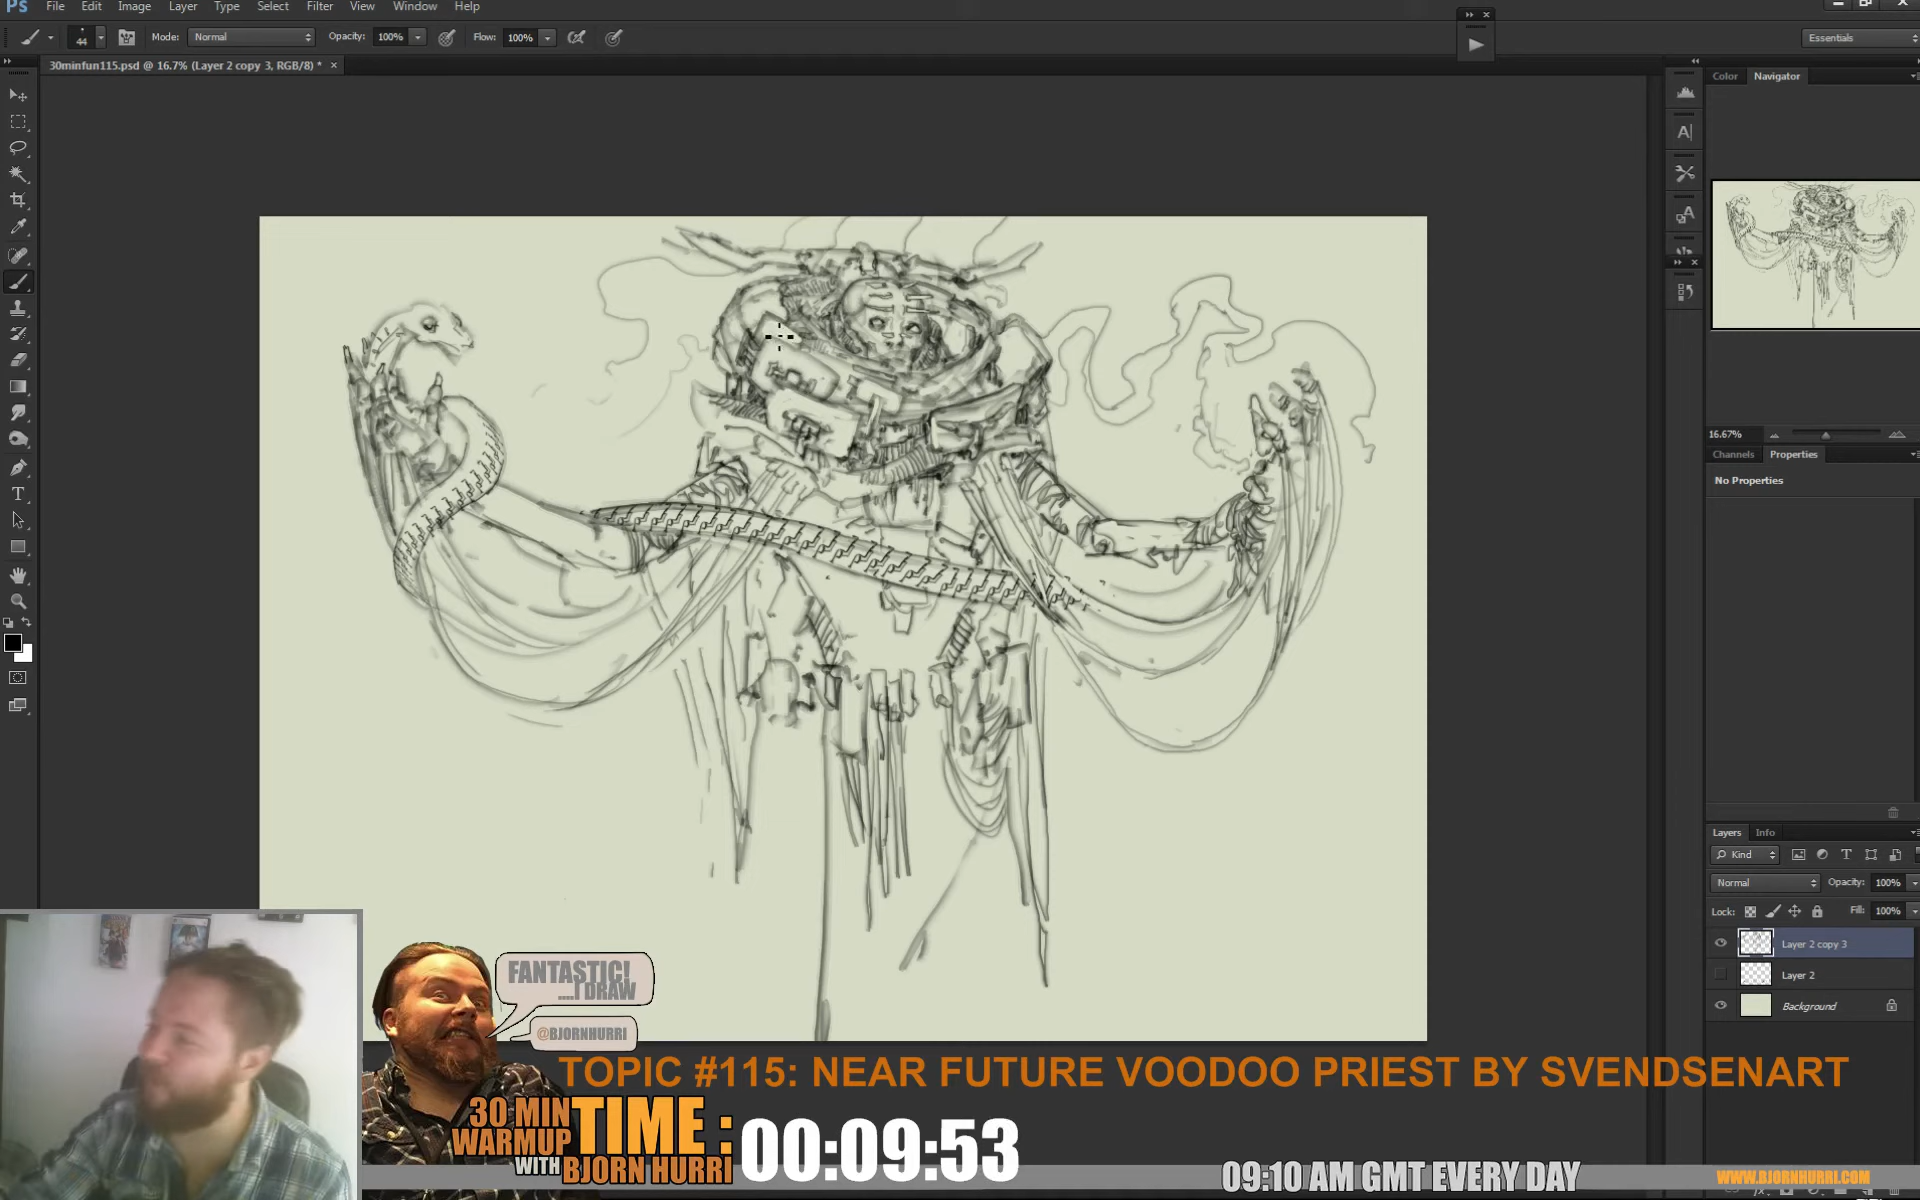 Ps File Edit Image Layer Type Select Filter View Window Help
44 Mode: Normal Opacity: 100% Flow: 100% Essentials
30minfun115.psd @ 16.7% (Layer 2 copy 3, RGB/8) * ×
Color Navigator
16.67%
Channels Properties
No Properties
Layers Info
Kind
Normal Opacity: 100%
Lock: Fill: 100%
Layer 2 copy 3
Layer 2
Background
FANTASTIC!
....I DRAW
@BJORNHURRI
TOPIC #115: NEAR FUTURE VOODOO PRIEST BY SVENDSENART
30 MIN
WARMUP
WITH BJORN HURRI
TIME : 00:09:53
09:10 AM GMT EVERY DAY
WWW.BJORNHURRI.COM